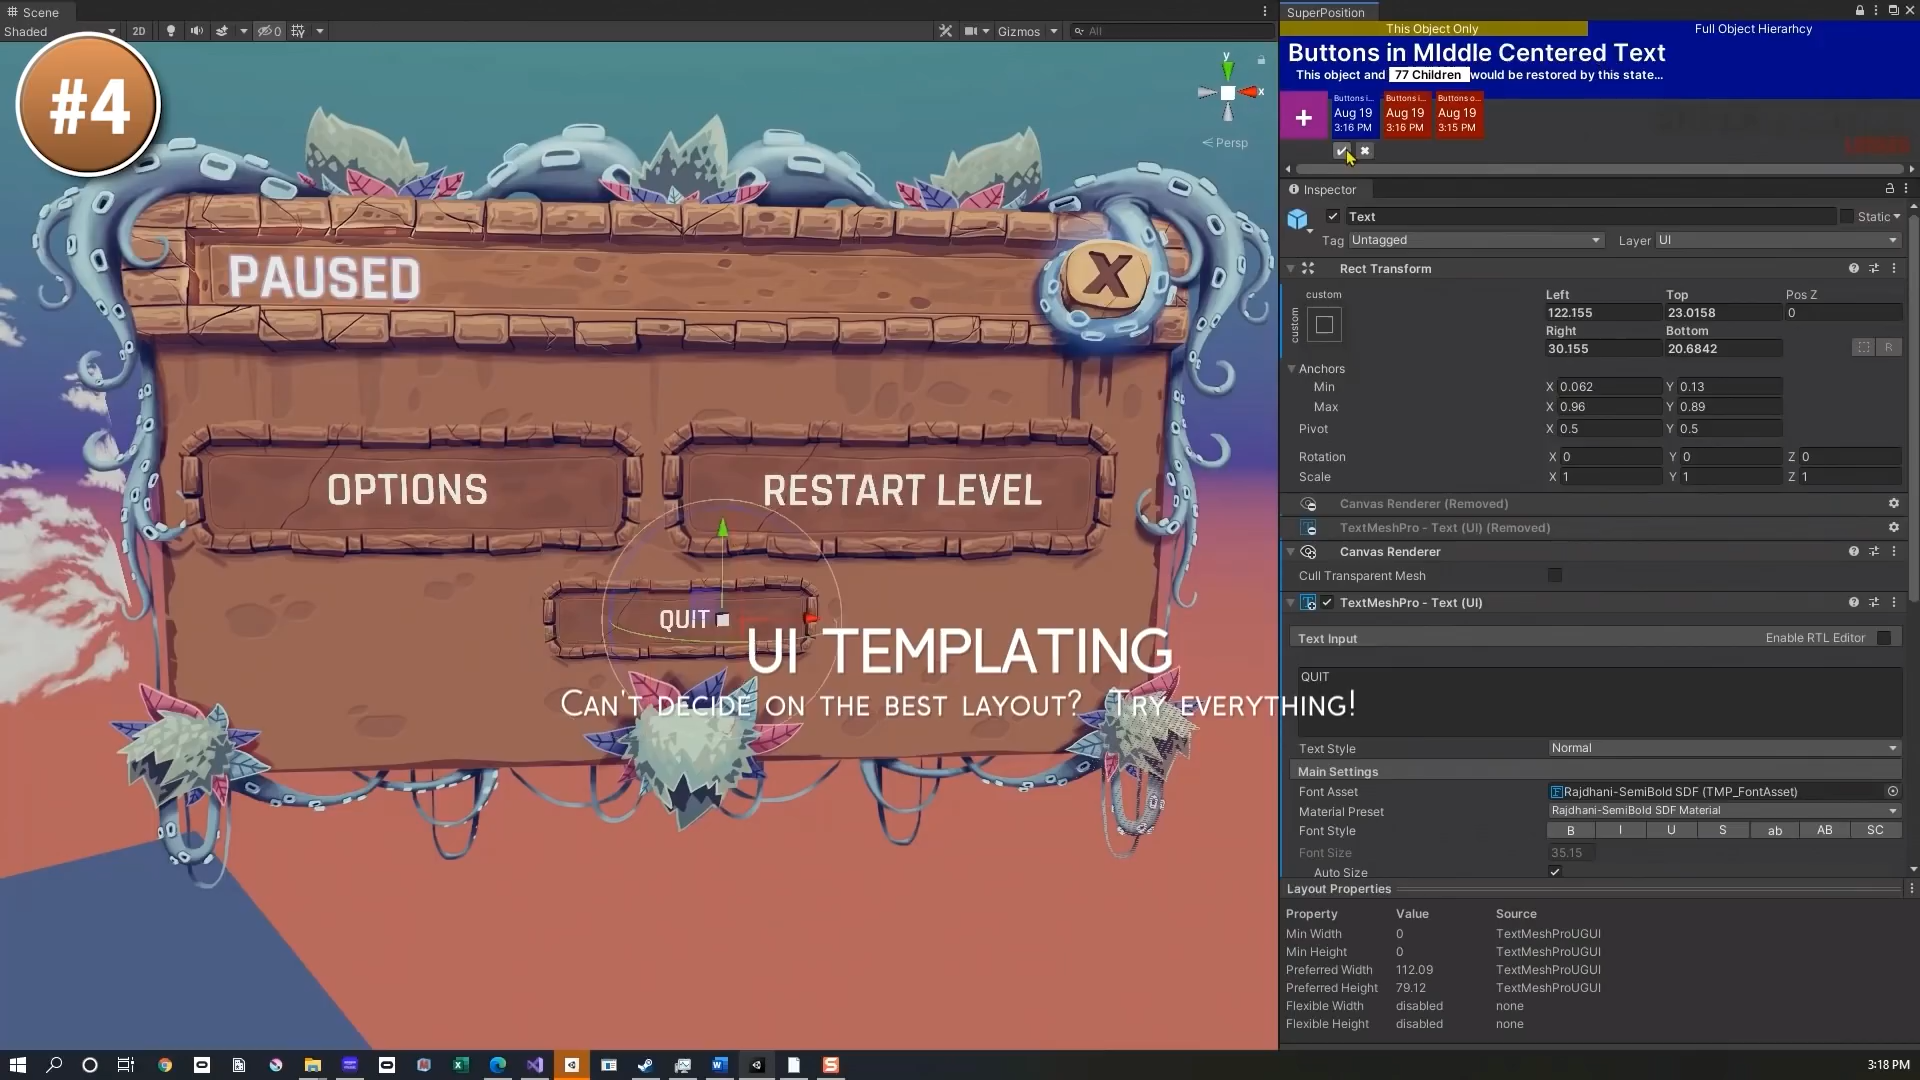 Scene
Shaded
2D
0
Gizmos
All
#4
y
x
Persp
PAUSED
X
OPTIONS
RESTART LEVEL
QUIT
UI TEMPLATING
CAN'T DECIDE ON THE BEST LAYOUT? TRY EVERYTHING!
SuperPosition
This Object Only
Full Object Hierarhcy
Buttons in MIddle Centered Text
This object and 77 Children would be restored by this state...
+
Buttons i...
Aug 19
3:16 PM
Buttons i...
Aug 19
3:16 PM
Buttons o...
Aug 19
3:15 PM
Inspector
Text
Static
Tag Untagged
Layer UI
Rect Transform
custom
custom
Left Top Pos Z
122.155 23.0158 0
Right Bottom
30.155 20.6842
R
Anchors
Min X 0.062 Y 0.13
Max X 0.96 Y 0.89
Pivot X 0.5 Y 0.5
Rotation X 0 Y 0 Z 0
Scale X 1 Y 1 Z 1
Canvas Renderer (Removed)
TextMeshPro - Text (UI) (Removed)
Canvas Renderer
Cull Transparent Mesh
TextMeshPro - Text (UI)
Text Input
Enable RTL Editor
QUIT
Text Style Normal
Main Settings
Font Asset Rajdhani-SemiBold SDF (TMP_FontAsset)
Material Preset Rajdhani-SemiBold SDF Material
Font Style B I U S ab AB SC
Font Size 35.15
Auto Size
Layout Properties
Property Value Source
Min Width 0 TextMeshProUGUI
Min Height 0 TextMeshProUGUI
Preferred Width 112.09 TextMeshProUGUI
Preferred Height 79.12 TextMeshProUGUI
Flexible Width disabled none
Flexible Height disabled none
3:18 PM